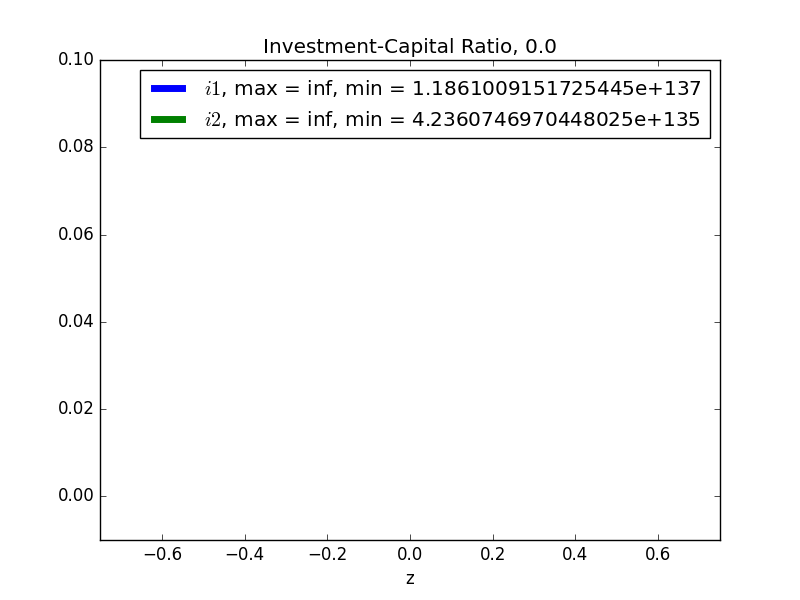 Investment-Capital Ratio, 0.0
0.10
i1, max = inf, min = 1.1861009151725445e+137
i2, max = inf, min = 4.2360746970448025e+135
0.08
0.06
0.04
0.02
0.00
−0.6 −0.4 −0.2 0.0 0.2 0.4 0.6
z